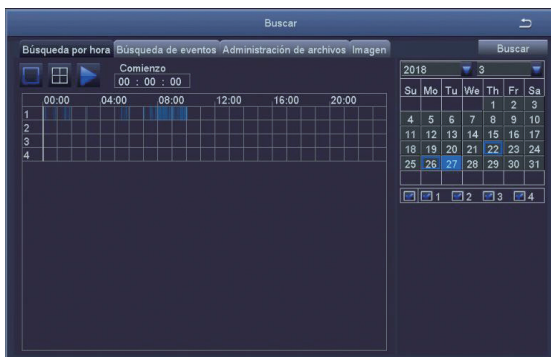 Buscar
Búsqueda por hora Búsqueda de eventos Administración de archivos Imagen
Buscar
Comienzo
00 : 00 : 00
2018 3
Su Mo Tu We Th Fr Sa
1 2 3
4 5 6 7 8 9 10
11 12 13 14 15 16 17
18 19 20 21 22 23 24
25 26 27 28 29 30 31
1 2 3 4
00:00 04:00 08:00 12:00 16:00 20:00
1
2
3
4